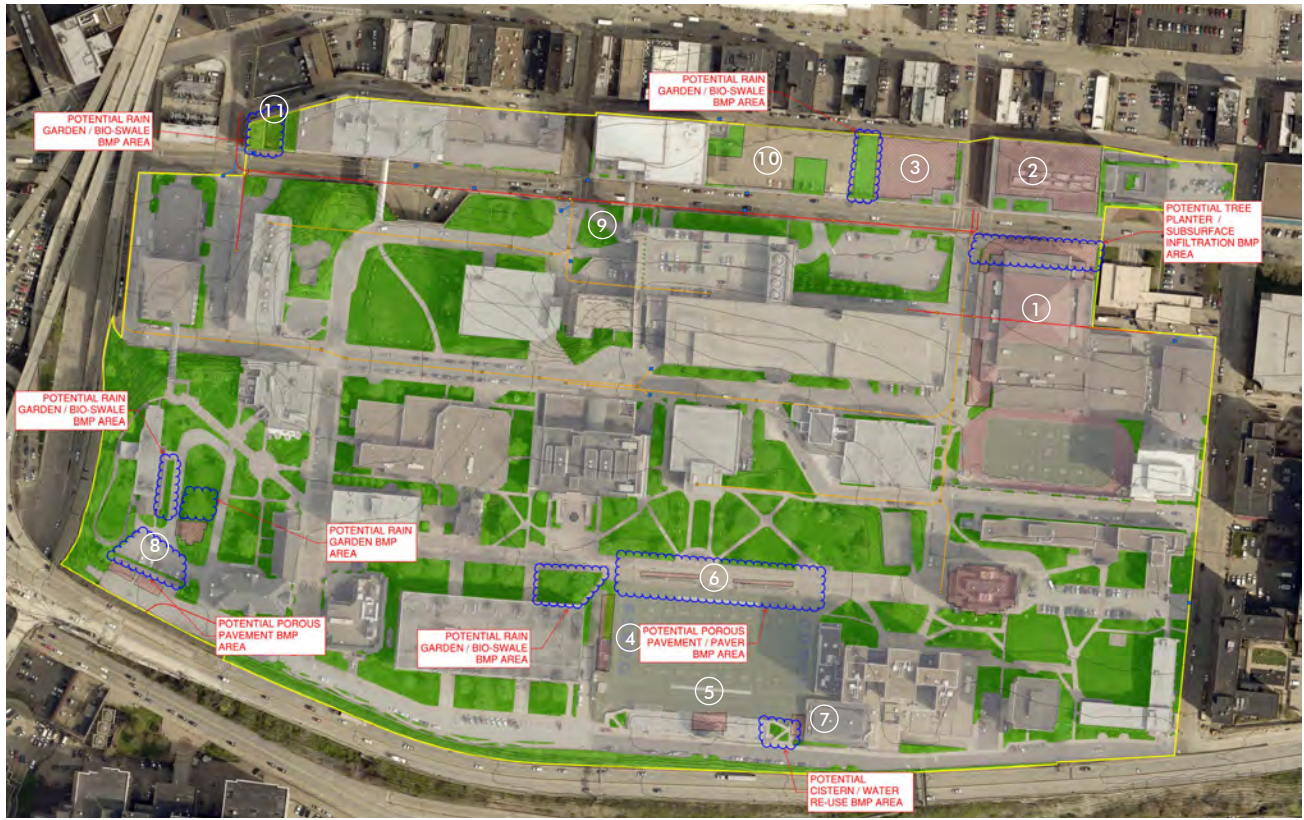 POTENTIAL RAIN
GARDEN / BIO-SWALE
BMP AREA
11
POTENTIAL RAIN
GARDEN / BIO-SWALE
BMP AREA
10
3
2
POTENTIAL TREE
PLANTER /
SUBSURFACE
INFILTRATION BMP
AREA
9
1
POTENTIAL RAIN
GARDEN / BIO-SWALE
BMP AREA
POTENTIAL RAIN
GARDEN BMP
AREA
8
6
POTENTIAL POROUS
PAVEMENT BMP
AREA
POTENTIAL RAIN
GARDEN / BIO-SWALE
BMP AREA
4
POTENTIAL POROUS
PAVEMENT / PAVER
BMP AREA
5
7
POTENTIAL
CISTERN / WATER
RE-USE BMP AREA